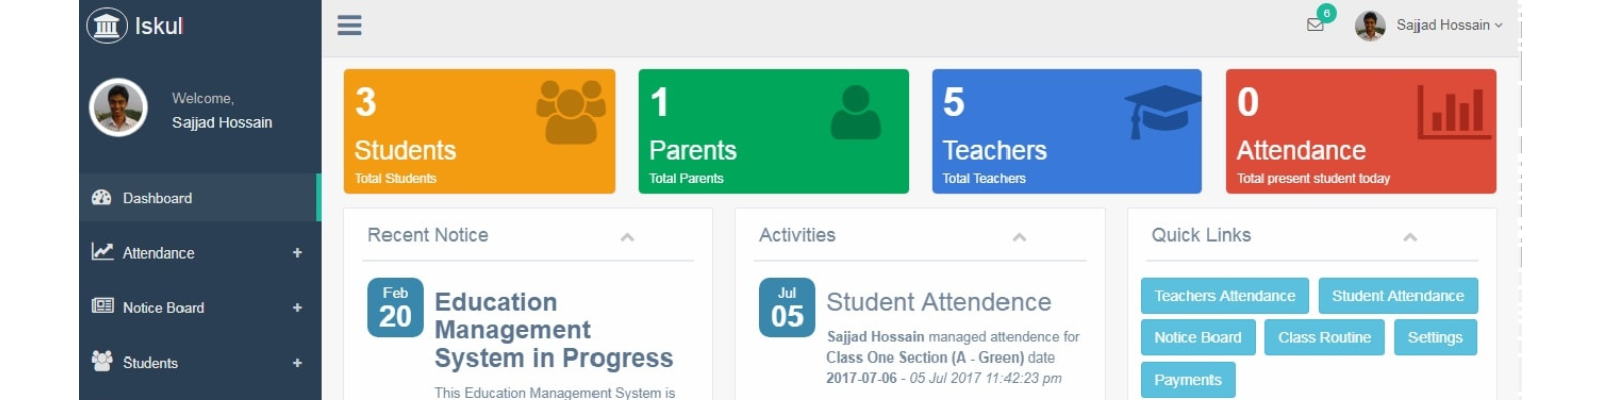 Iskul
6
Sajjad Hossain
Welcome,
Sajjad Hossain
Dashboard
Attendance
Notice Board
Students
3
Students
Total Students
1
Parents
Total Parents
5
Teachers
Total Teachers
0
Attendance
Total present student today
Recent Notice
Feb
20
Education
Management
System in Progress
This Education Management System is
Activities
Jul
05
Student Attendence
Sajjad Hossain managed attendence for
Class One Section (A - Green) date
2017-07-06 - 05 Jul 2017 11:42:23 pm
Quick Links
Teachers Attendance Student Attendance
Notice Board Class Routine Settings
Payments